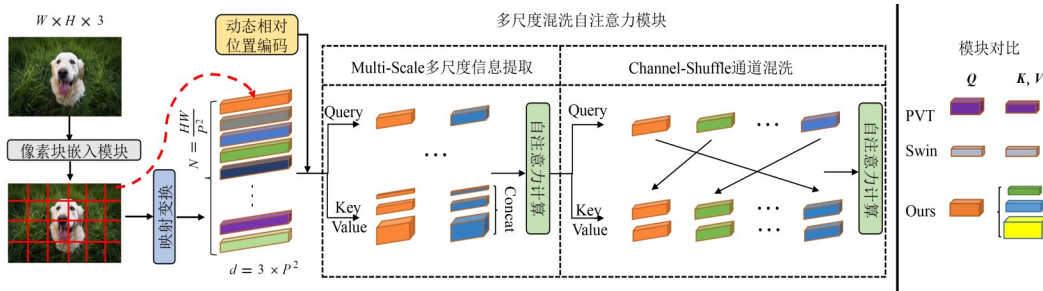 W × H × 3
像素块嵌入模块
映射变换
N = HW / P²
d = 3 × P²
动态相对
位置编码
多尺度混洗自注意力模块
Multi-Scale多尺度信息提取
Query
...
Key
Value
Concat
自注意力计算
Channel-Shuffle通道混洗
Query
...
Key
Value
...
...
自注意力计算
模块对比
Q K, V
PVT
Swin
Ours